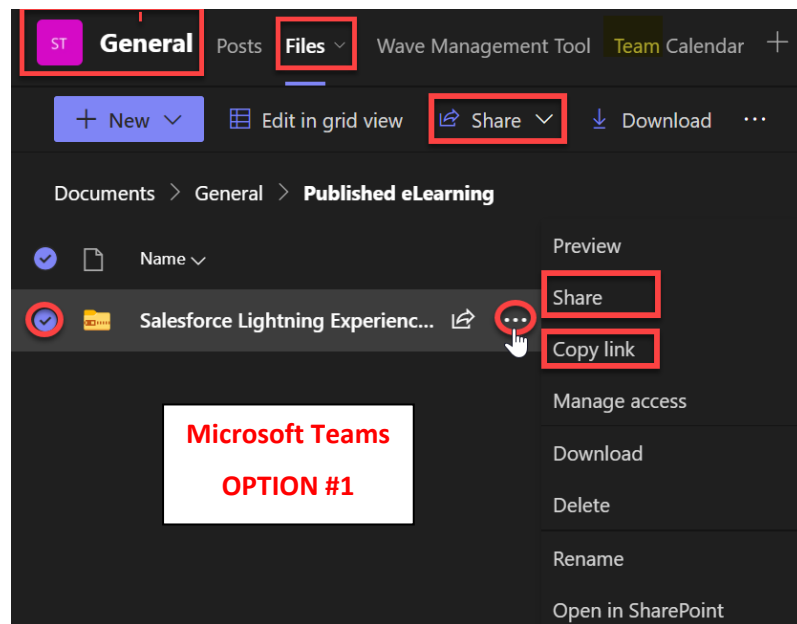 ST General Posts Files Wave Management Tool Team Calendar +
+ New Edit in grid view Share Download ...
Documents > General > Published eLearning
Name
Preview
Salesforce Lightning Experienc... ...
Share
Copy link
Manage access
Microsoft Teams
OPTION #1
Download
Delete
Rename
Open in SharePoint